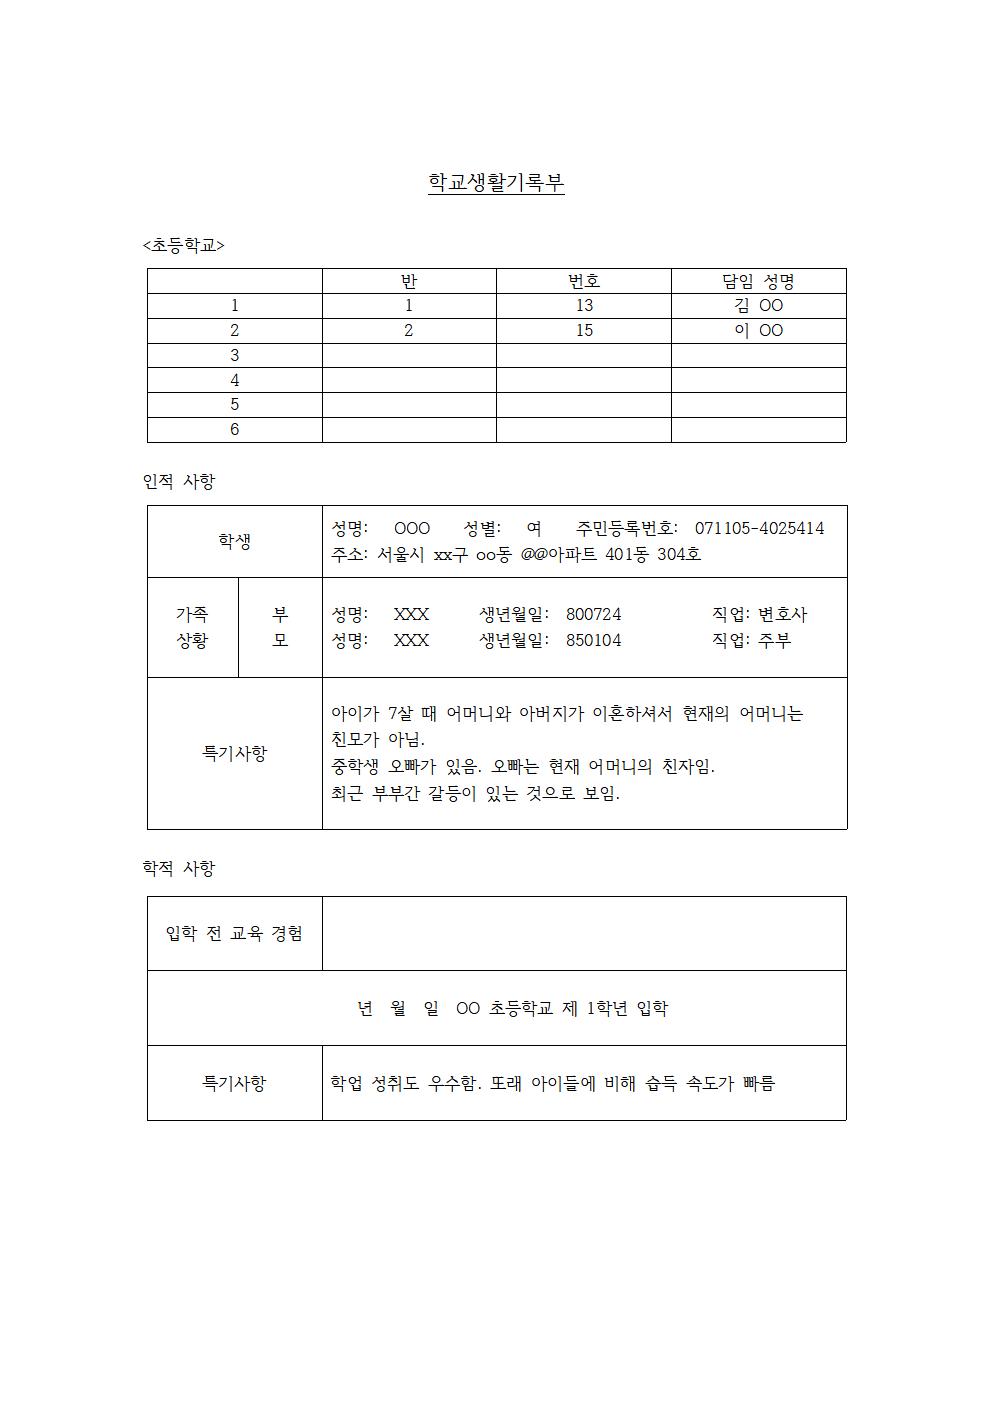 학교생활기록부
<초등학교>
반 번호 담임 성명
1 1 13 김 OO
2 2 15 이 OO
3
4
5
6
인적 사항
학생
성명: OOO 성별: 여 주민등록번호: 071105-4025414
주소: 서울시 xx구 oo동 @@아파트 401동 304호
가족 부 성명: XXX 생년월일: 800724 직업: 변호사
상황 모 성명: XXX 생년월일: 850104 직업: 주부
특기사항
아이가 7살 때 어머니와 아버지가 이혼하셔서 현재의 어머니는
친모가 아님.
중학생 오빠가 있음. 오빠는 현재 어머니의 친자임.
최근 부부간 갈등이 있는 것으로 보임.
학적 사항
입학 전 교육 경험
년 월 일 OO 초등학교 제 1학년 입학
특기사항 학업 성취도 우수함. 또래 아이들에 비해 습득 속도가 빠름